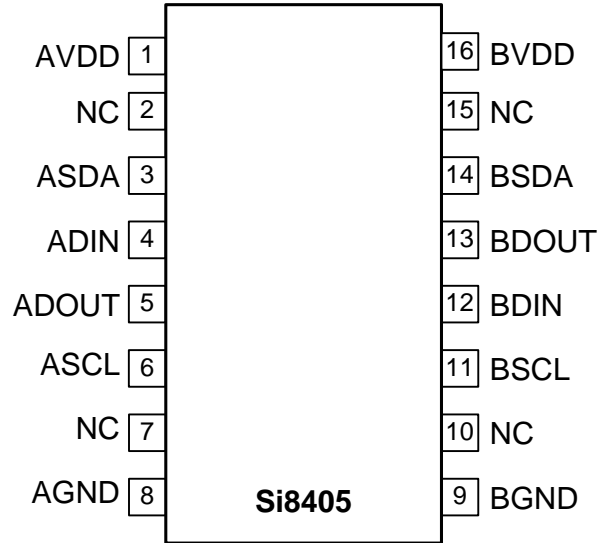 AVDD 1 16 BVDD
NC 2 15 NC
ASDA 3 14 BSDA
ADIN 4 13 BDOUT
ADOUT 5 12 BDIN
ASCL 6 11 BSCL
NC 7 10 NC
AGND 8 Si8405 9 BGND